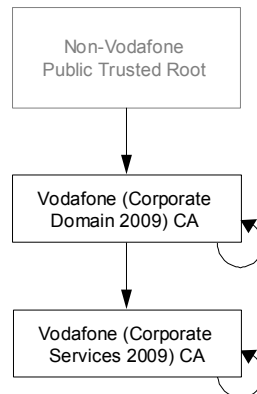 Non-Vodafone
Public Trusted Root
Vodafone (Corporate
Domain 2009) CA
Vodafone (Corporate
Services 2009) CA